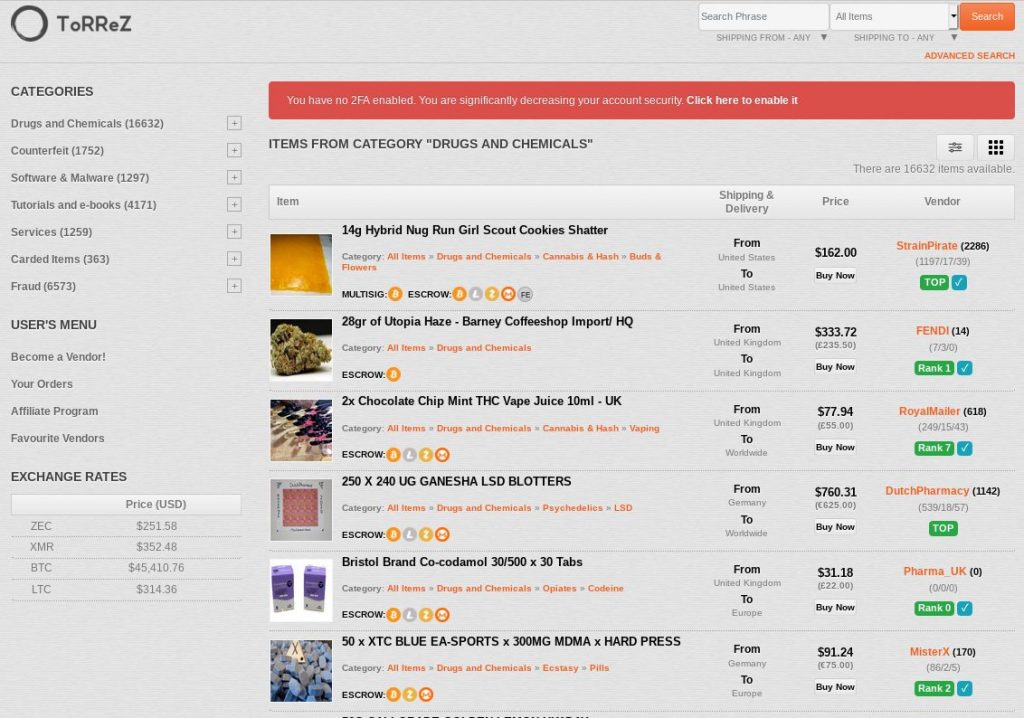 ToRReZ
Search Phrase
All Items
Search
SHIPPING FROM - ANY ▼
SHIPPING TO - ANY ▼
ADVANCED SEARCH
CATEGORIES
Drugs and Chemicals (16632) +
Counterfeit (1752) +
Software & Malware (1297) +
Tutorials and e-books (4171) +
Services (1259) +
Carded Items (363) +
Fraud (6573) +
USER'S MENU
Become a Vendor!
Your Orders
Affiliate Program
Favourite Vendors
EXCHANGE RATES
Price (USD)
ZEC $251.58
XMR $352.48
BTC $45,410.76
LTC $314.36
You have no 2FA enabled. You are significantly decreasing your account security. Click here to enable it
ITEMS FROM CATEGORY "DRUGS AND CHEMICALS"
There are 16632 items available.
Item
Shipping &
Delivery
Price
Vendor
14g Hybrid Nug Run Girl Scout Cookies Shatter
Category: All Items » Drugs and Chemicals » Cannabis & Hash » Buds &
Flowers
MULTISIG: ESCROW: FE
From
United States
To
United States
$162.00
Buy Now
StrainPirate (2286)
(1197/17/39)
TOP ✓
28gr of Utopia Haze - Barney Coffeeshop Import/ HQ
Category: All Items » Drugs and Chemicals
ESCROW:
From
United Kingdom
To
United Kingdom
$333.72
(£235.50)
Buy Now
FENDI (14)
(7/3/0)
Rank 1 ✓
2x Chocolate Chip Mint THC Vape Juice 10ml - UK
Category: All Items » Drugs and Chemicals » Cannabis & Hash » Vaping
ESCROW:
From
United Kingdom
To
Worldwide
$77.94
(£55.00)
Buy Now
RoyalMailer (618)
(249/15/43)
Rank 7 ✓
250 X 240 UG GANESHA LSD BLOTTERS
Category: All Items » Drugs and Chemicals » Psychedelics » LSD
ESCROW:
From
Germany
To
Worldwide
$760.31
(€625.00)
Buy Now
DutchPharmacy (1142)
(539/18/57)
TOP
Bristol Brand Co-codamol 30/500 x 30 Tabs
Category: All Items » Drugs and Chemicals » Opiates » Codeine
ESCROW:
From
United Kingdom
To
Europe
$31.18
(£22.00)
Buy Now
Pharma_UK (0)
(0/0/0)
Rank 0 ✓
50 x XTC BLUE EA-SPORTS x 300MG MDMA x HARD PRESS
Category: All Items » Drugs and Chemicals » Ecstasy » Pills
ESCROW:
From
Germany
To
Europe
$91.24
(€75.00)
Buy Now
MisterX (170)
(86/2/5)
Rank 2 ✓